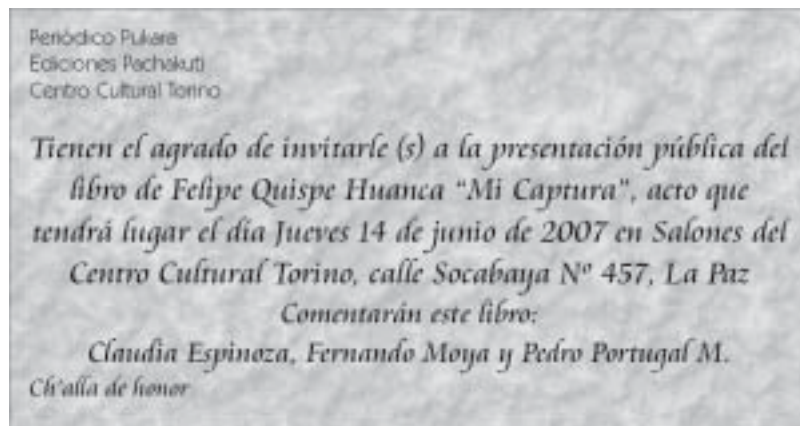 Periódico Pukara
Ediciones Pachakuti
Centro Cultural Torino
Tienen el agrado de invitarle (s) a la presentación pública del
libro de Felipe Quispe Huanca “Mi Captura”, acto que
tendrá lugar el día Jueves 14 de junio de 2007 en Salones del
Centro Cultural Torino, calle Socabaya Nº 457, La Paz
Comentarán este libro:
Claudia Espinoza, Fernando Moya y Pedro Portugal M.
Ch'alla de honor